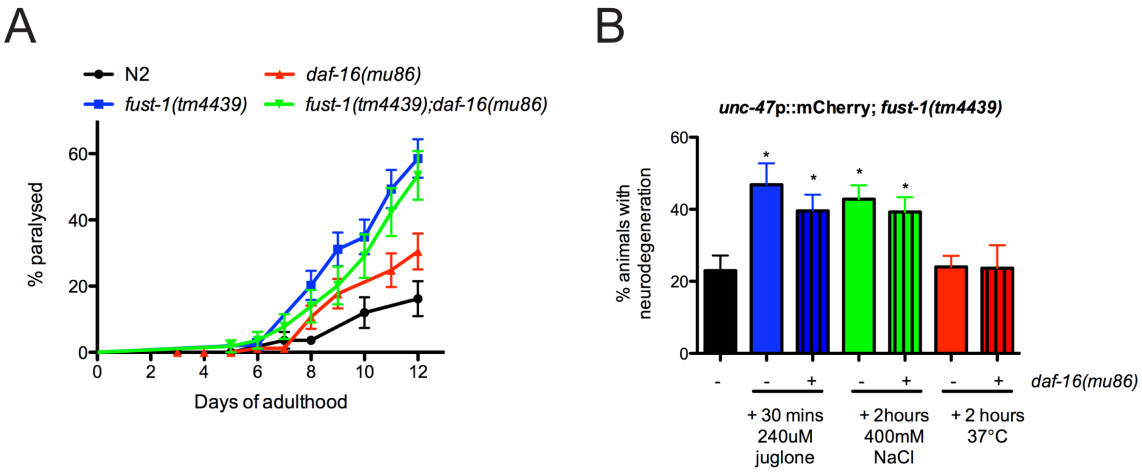 A
N2
daf-16(mu86)
fust-1(tm4439)
fust-1(tm4439);daf-16(mu86)
% paralysed
60
40
20
0
0 2 4 6 8 10 12
Days of adulthood
B
unc-47p::mCherry; fust-1(tm4439)
% animals with
neurodegeneration
60
40
20
0
* * * *
- - + - + - + daf-16(mu86)
+ 30 mins
240uM
juglone
+ 2hours
400mM
NaCl
+ 2 hours
37°C